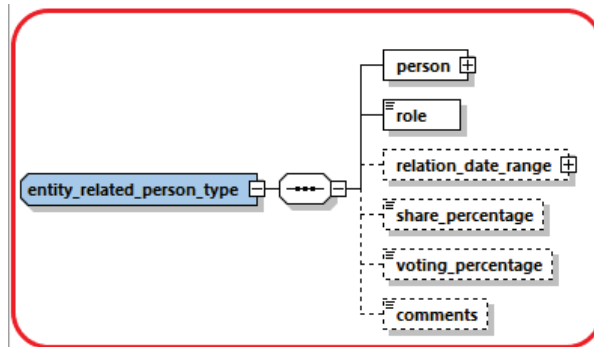 person
role
entity_related_person_type
relation_date_range
share_percentage
voting_percentage
comments